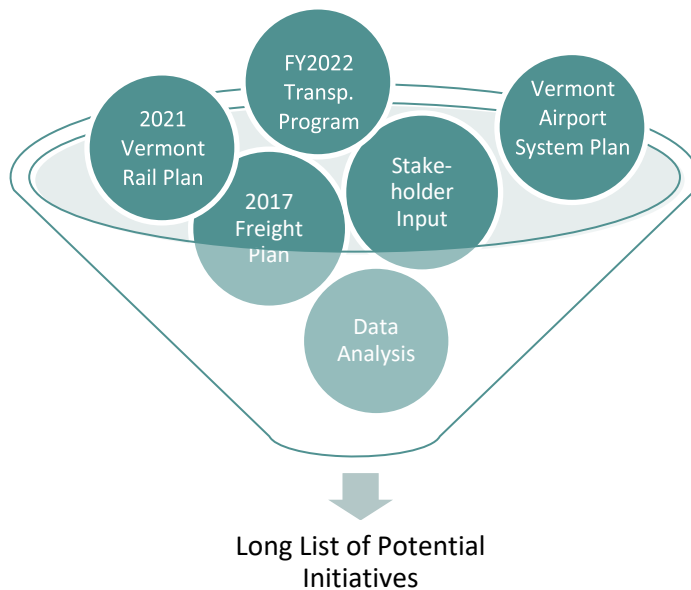 FY2022
Transp.
Program
Vermont
Airport
System Plan
2021
Vermont
Rail Plan
Stake-
holder
Input
2017
Freight
Plan
Data
Analysis
Long List of Potential
Initiatives